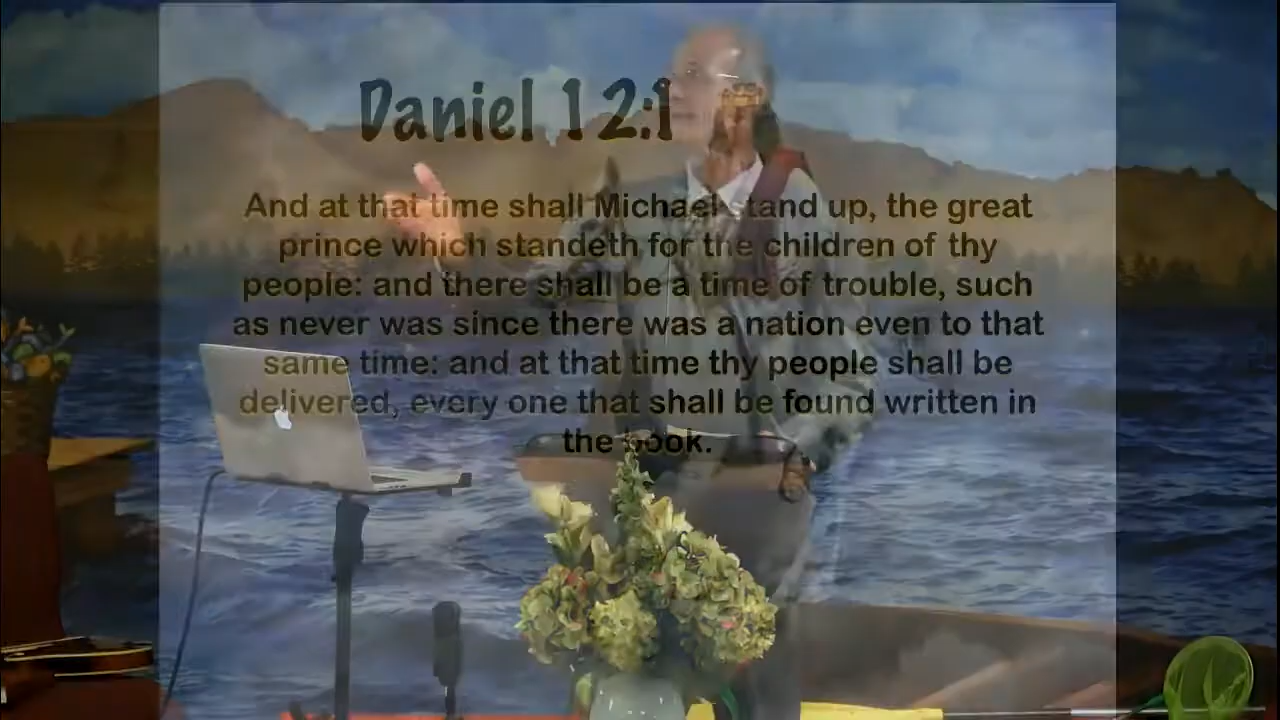 Daniel 12:1
And at that time shall Michael stand up, the great
prince which standeth for the children of thy
people: and there shall be a time of trouble, such
as never was since there was a nation even to that
same time: and at that time thy people shall be
delivered, every one that shall be found written in
the book.